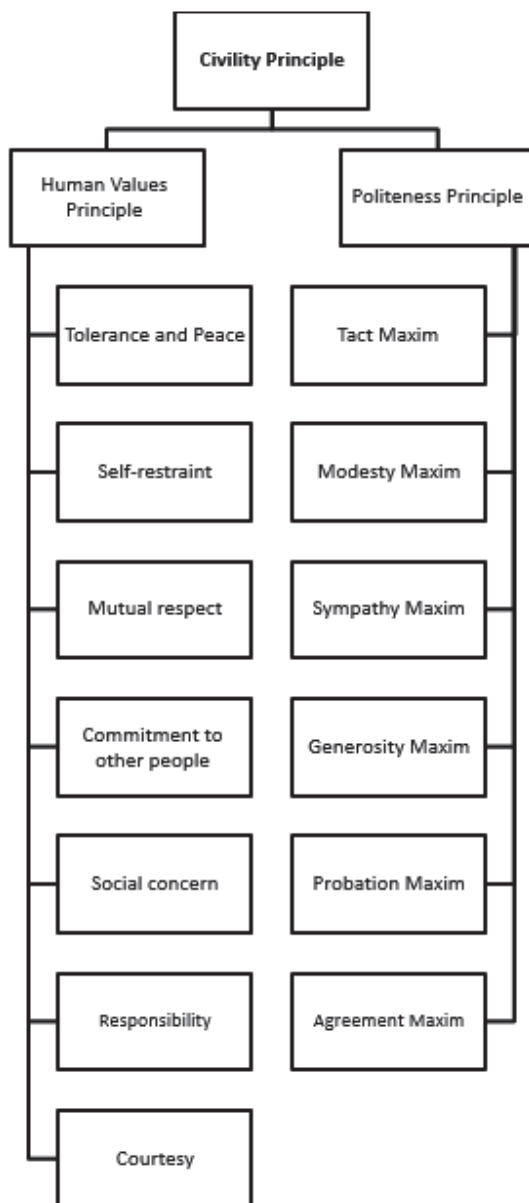 Civility Principle
Human Values
Principle
Politeness Principle
Tolerance and Peace
Tact Maxim
Self-restraint
Modesty Maxim
Mutual respect
Sympathy Maxim
Commitment to
other people
Generosity Maxim
Social concern
Probation Maxim
Responsibility
Agreement Maxim
Courtesy